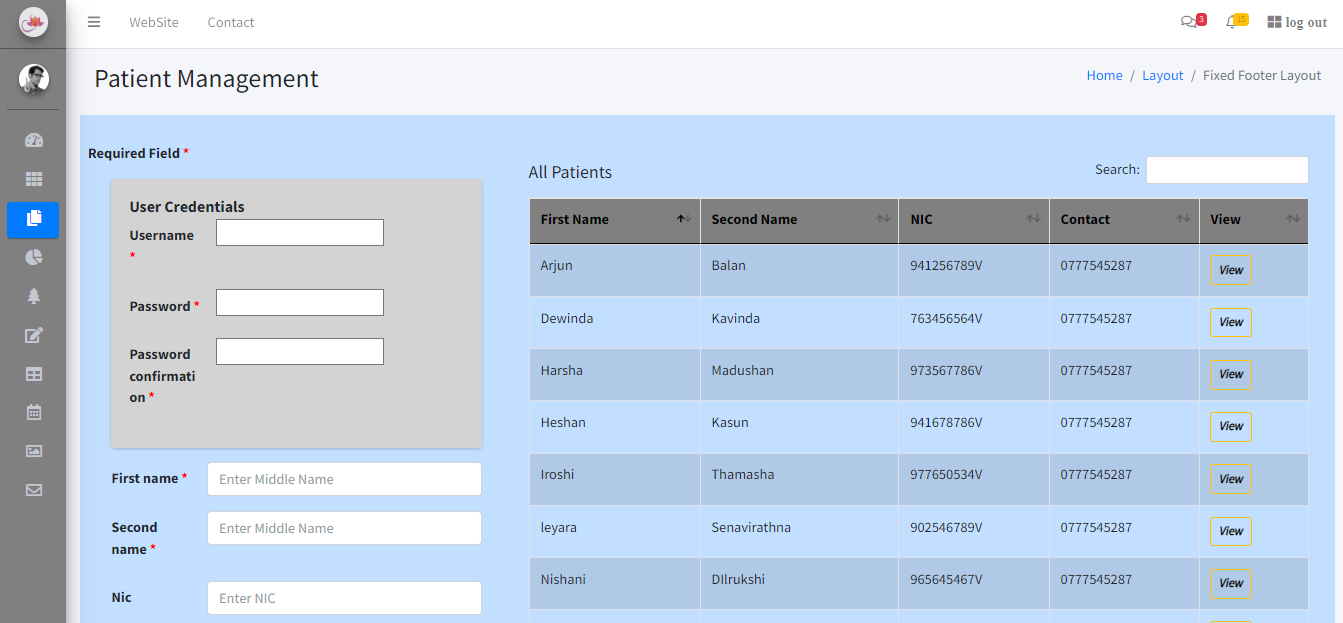 WebSite Contact 3 15 log out
Patient Management
Home / Layout / Fixed Footer Layout
Required Field *
User Credentials
Username
*
Password *
Password
confirmati
on *
First name * Enter Middle Name
Second
name *
Enter Middle Name
Nic Enter NIC
All Patients
Search:
First Name Second Name NIC Contact View
Arjun Balan 941256789V 0777545287 View
Dewinda Kavinda 763456564V 0777545287 View
Harsha Madushan 973567786V 0777545287 View
Heshan Kasun 941678786V 0777545287 View
Iroshi Thamasha 977650534V 0777545287 View
leyara Senavirathna 902546789V 0777545287 View
Nishani DIlrukshi 965645467V 0777545287 View